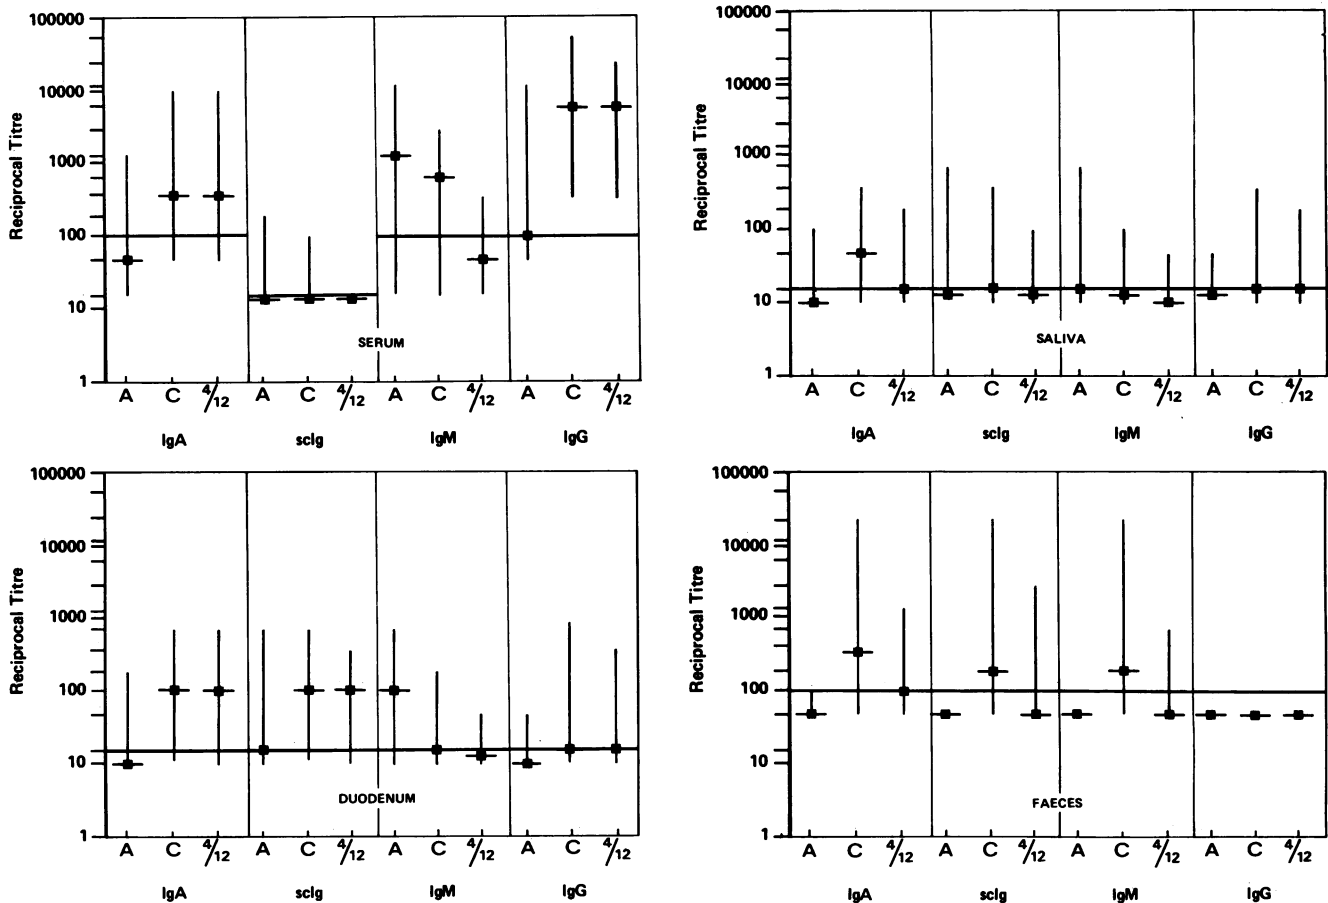 100000
10000
1000
100
10
1
Reciprocal Titre
SERUM
A C 4/12 A C 4/12 A C 4/12 A C 4/12
IgA scIg IgM IgG
100000
10000
1000
100
10
1
Reciprocal Titre
SALIVA
A C 4/12 A C 4/12 A C 4/12 A C 4/12
IgA scIg IgM IgG
100000
10000
1000
100
10
1
Reciprocal Titre
DUODENUM
A C 4/12 A C 4/12 A C 4/12 A C 4/12
IgA scIg IgM IgG
100000
10000
1000
100
10
1
Reciprocal Titre
FAECES
A C 4/12 A C 4/12 A C 4/12 A C 4/12
IgA scIg IgM IgG